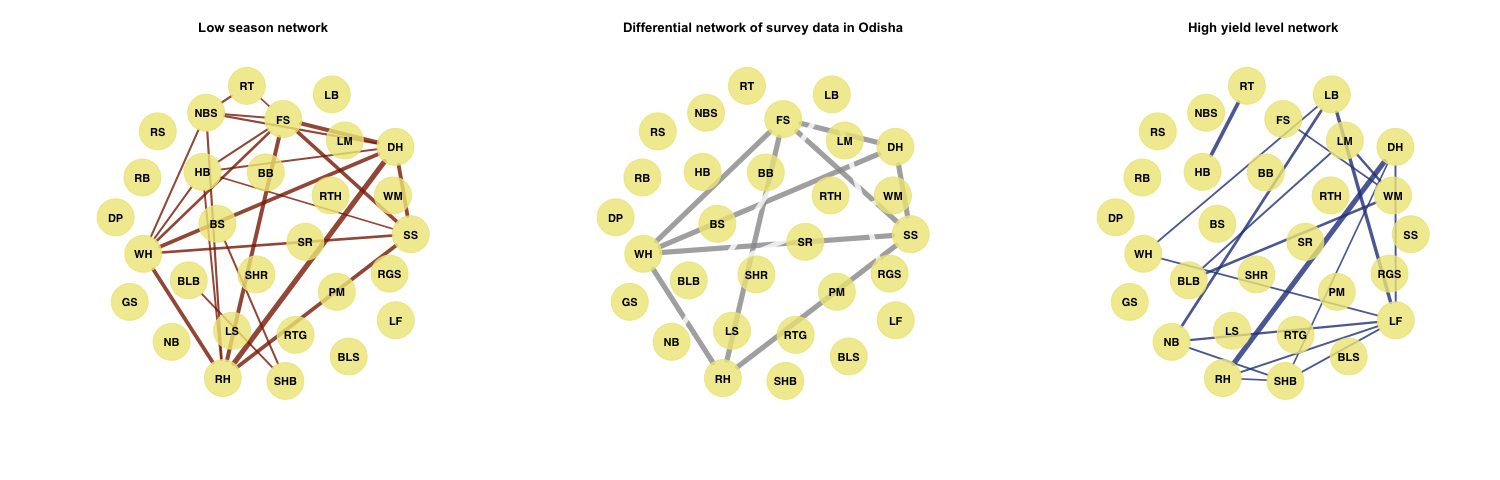 Low season network
RT
LB
NBS
FS
RS
LM
DH
HB
BB
RB
RTH
WM
DP
BS
SS
SR
WH
BLB
SHR
RGS
GS
PM
LF
LS
RTG
NB
BLS
RH
SHB
Differential network of survey data in Odisha
RT
LB
NBS
FS
RS
LM
DH
HB
BB
RB
RTH
WM
DP
BS
SS
SR
WH
BLB
SHR
RGS
GS
PM
LF
LS
RTG
NB
BLS
RH
SHB
High yield level network
RT
LB
NBS
FS
RS
LM
DH
HB
BB
RB
RTH
WM
DP
BS
SS
SR
WH
BLB
SHR
RGS
GS
PM
LF
LS
RTG
NB
BLS
RH
SHB